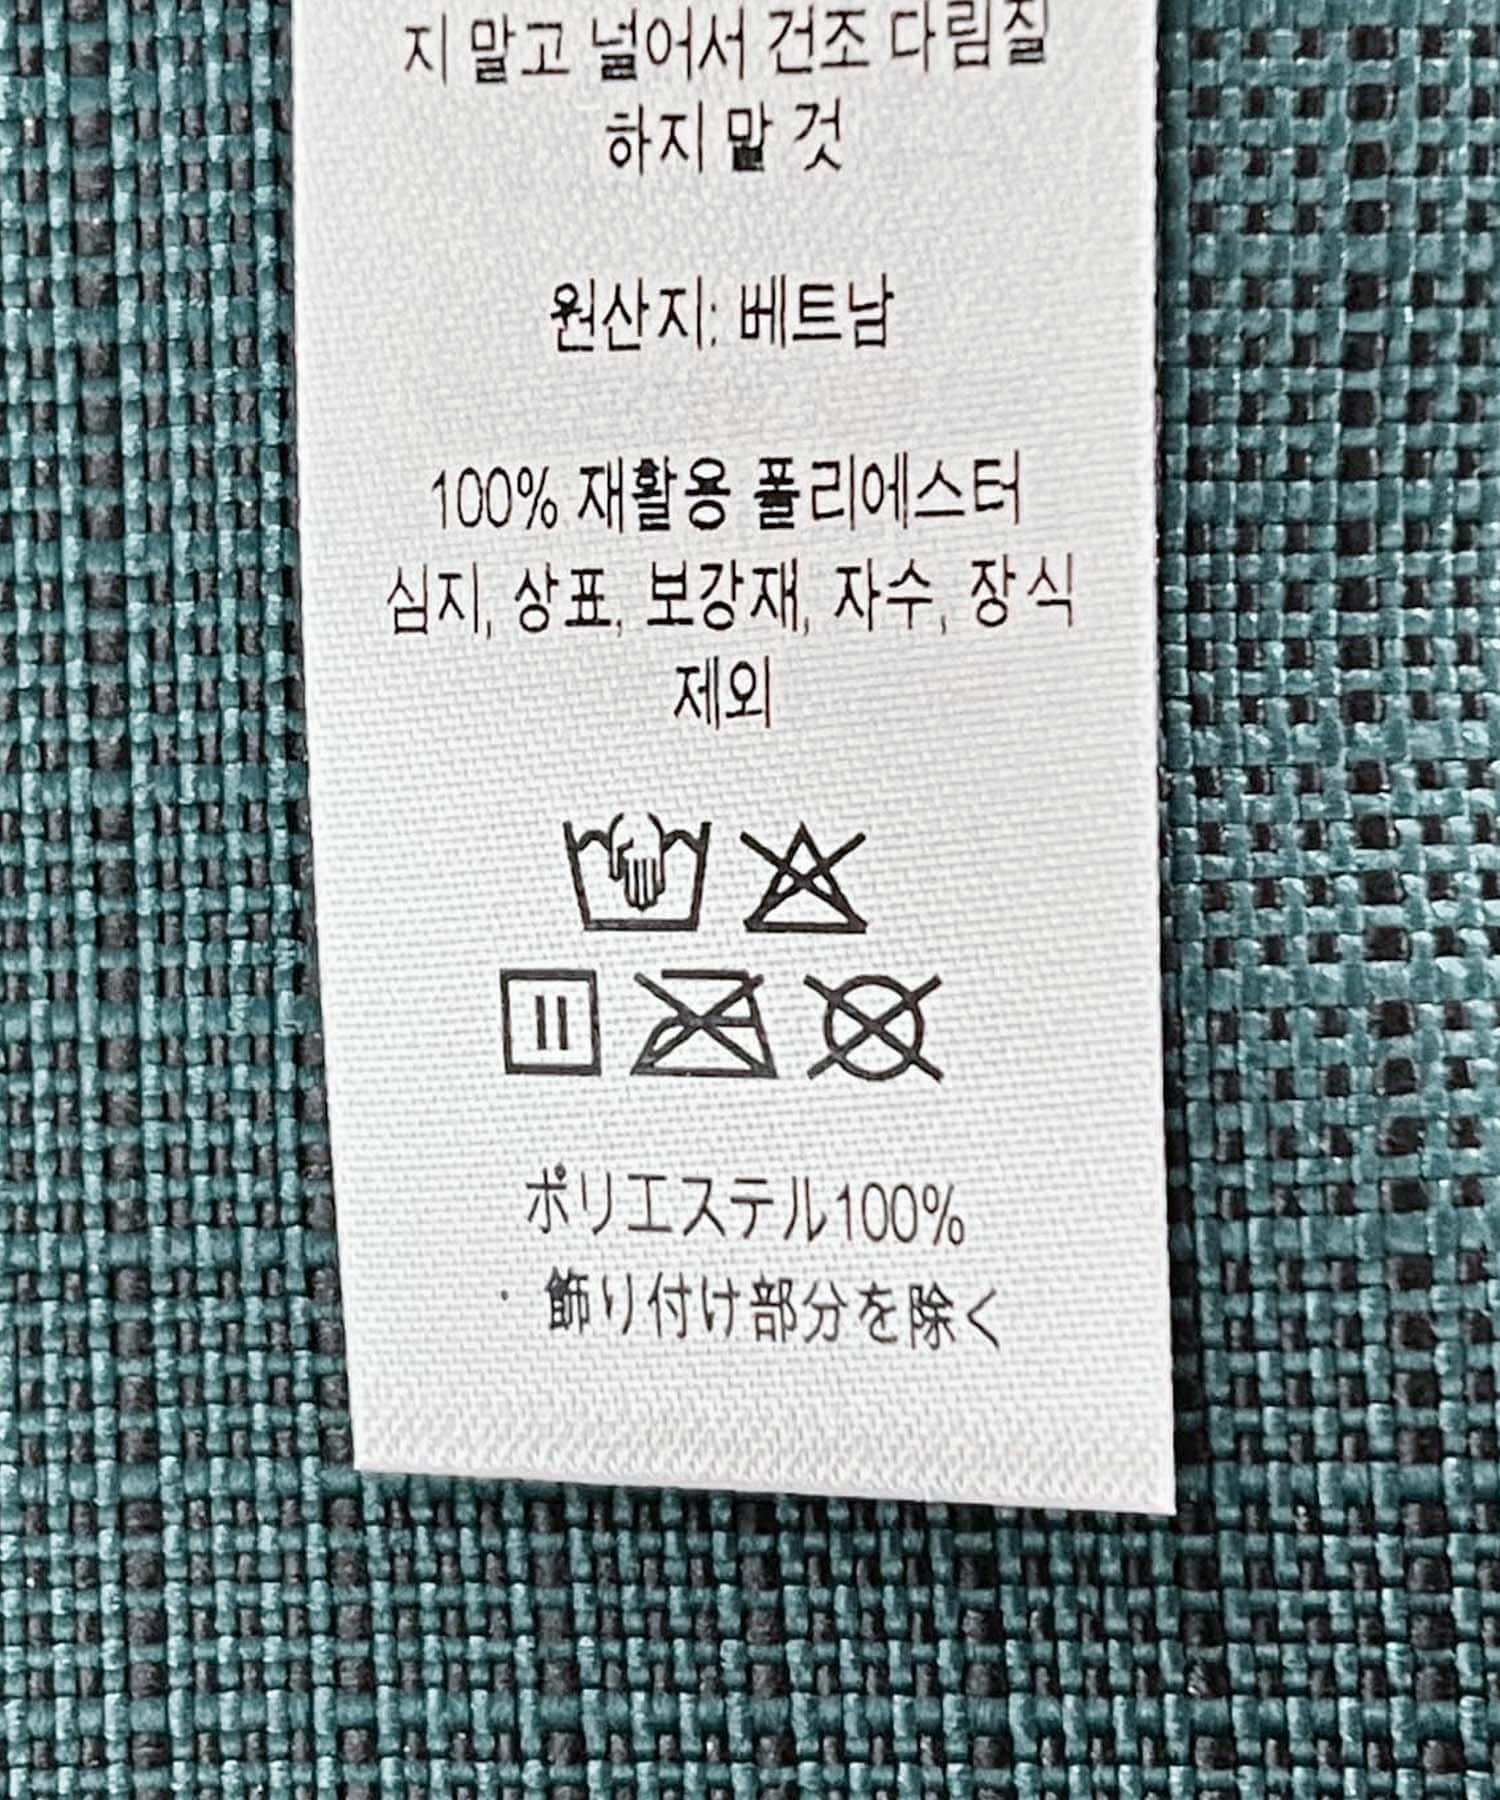 지 말고 널어서 건조 다림질
하지 말 것
원산지: 베트남
100% 재활용 폴리에스터
심지, 상표, 보강재, 자수, 장식
제외
ポリエステル100%
・飾り付け部分を除く